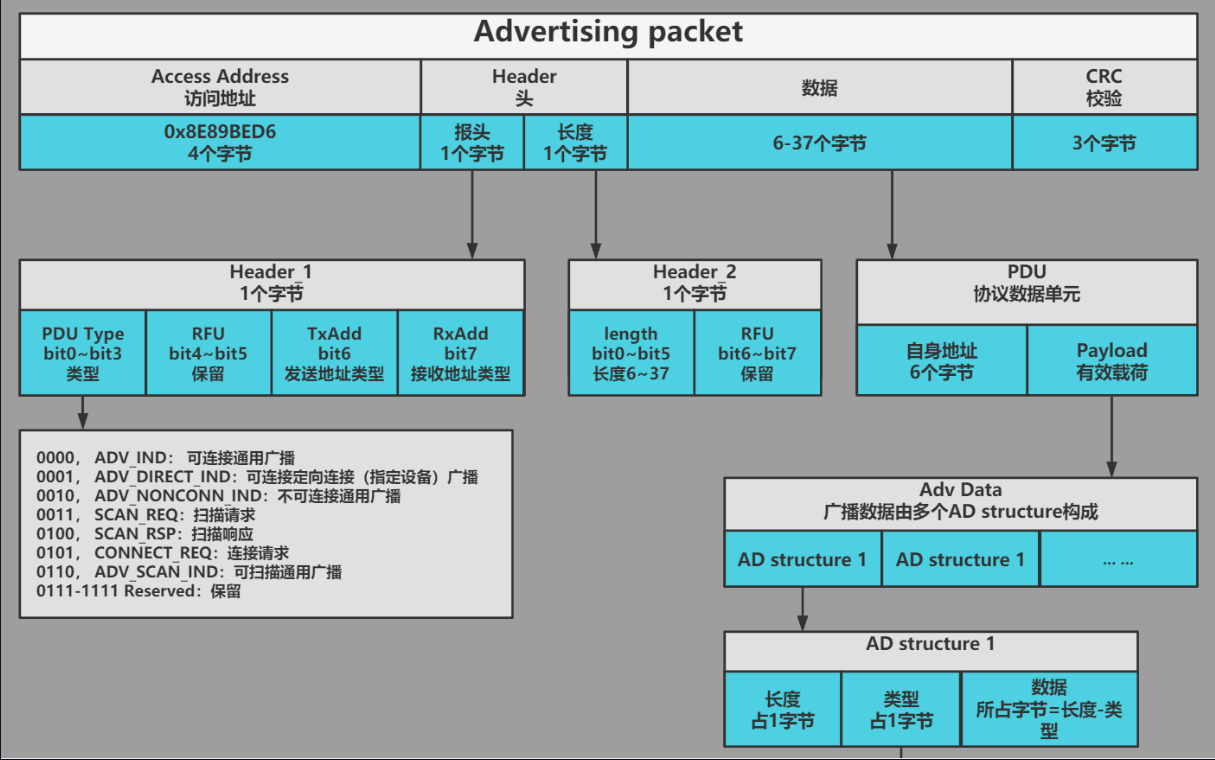 Advertising packet
Access Address
访问地址
Header
头
数据
CRC
校验
0x8E89BED6
4个字节
报头
1个字节
长度
1个字节
6-37个字节
3个字节
Header_1
1个字节
PDU Type
bit0~bit3
类型
RFU
bit4~bit5
保留
TxAdd
bit6
发送地址类型
RxAdd
bit7
接收地址类型
Header_2
1个字节
length
bit0~bit5
长度6~37
RFU
bit6~bit7
保留
PDU
协议数据单元
自身地址
6个字节
Payload
有效载荷
0000， ADV_IND： 可连接通用广播
0001， ADV_DIRECT_IND：可连接定向连接（指定设备）广播
0010， ADV_NONCONN_IND：不可连接通用广播
0011， SCAN_REQ：扫描请求
0100， SCAN_RSP：扫描响应
0101， CONNECT_REQ：连接请求
0110， ADV_SCAN_IND：可扫描通用广播
0111-1111 Reserved：保留
Adv Data
广播数据由多个AD structure构成
AD structure 1
AD structure 1
... ...
AD structure 1
长度
占1字节
类型
占1字节
数据
所占字节=长度-类
型